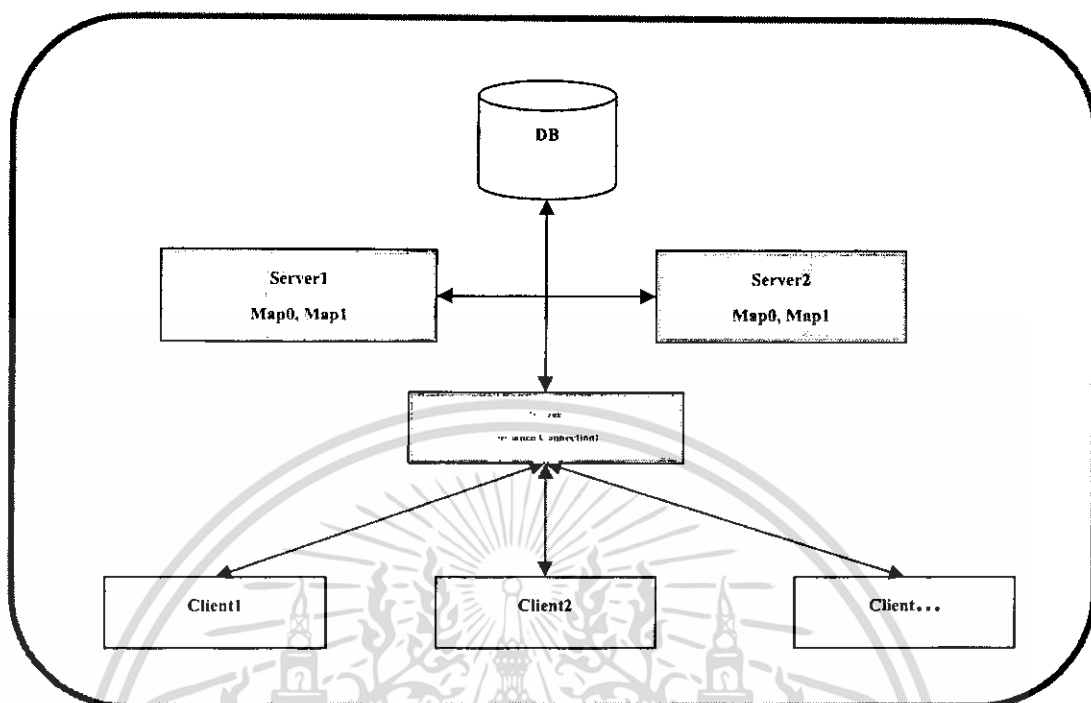 DB
Server1
Map0, Map1
Server2
Map0, Map1
Client1
Client2
Client...